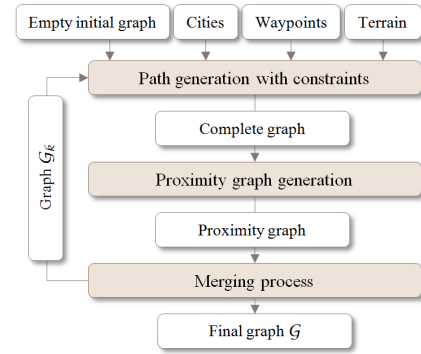 Empty initial graph
Cities
Waypoints
Terrain
Path generation with constraints
Complete graph
Graph 𝒢ₖ̂
Proximity graph generation
Proximity graph
Merging process
Final graph 𝒢